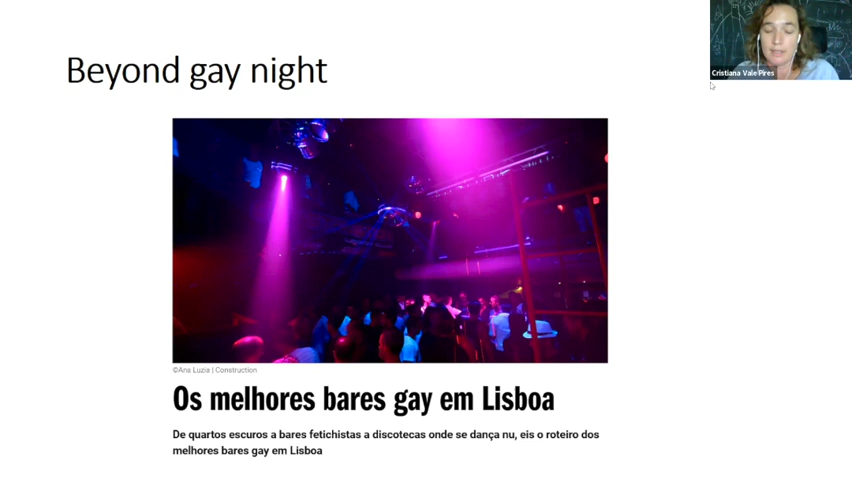 Beyond gay night
Cristiana Vale Pires
©Ana Luzia | Construction
Os melhores bares gay em Lisboa
De quartos escuros a bares fetichistas a discotecas onde se dança nu, eis o roteiro dos
melhores bares gay em Lisboa